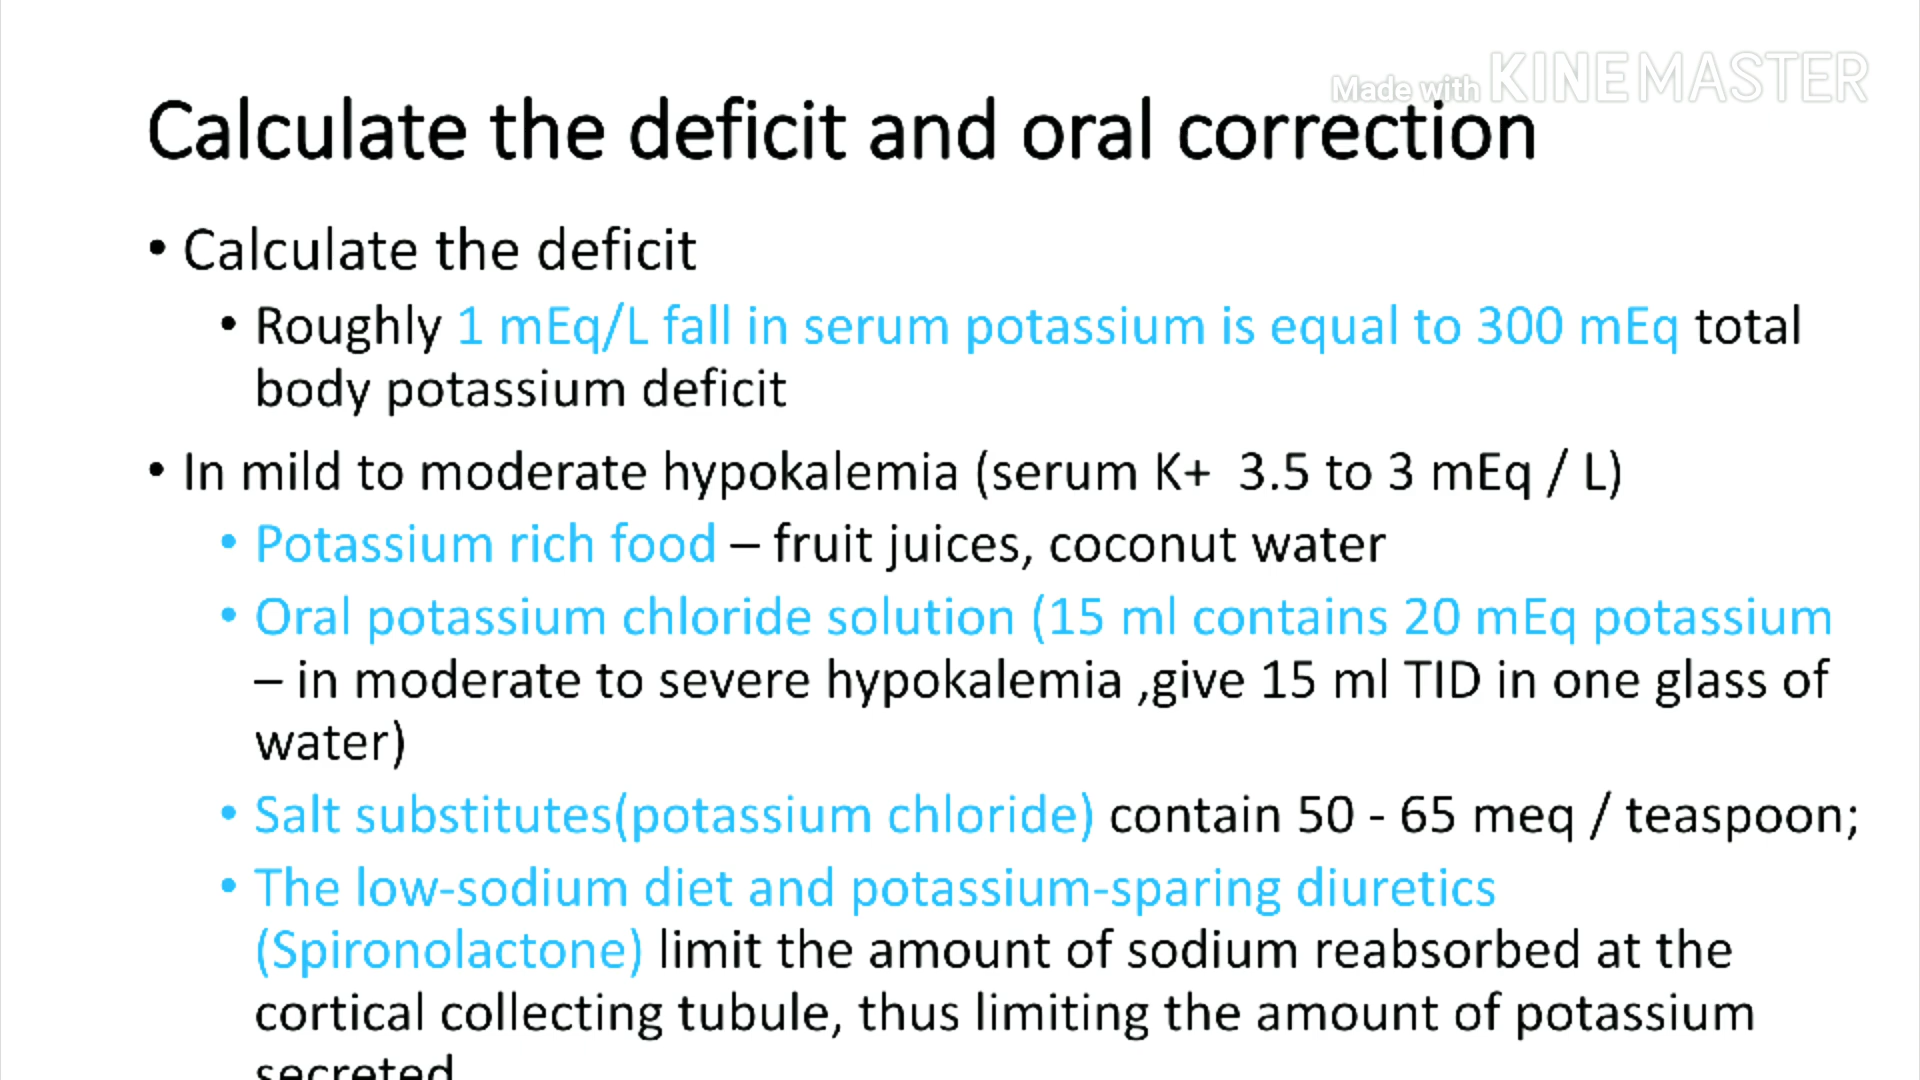 Made with KINEMASTER
Calculate the deficit and oral correction
• Calculate the deficit
• Roughly 1 mEq/L fall in serum potassium is equal to 300 mEq total
body potassium deficit
• In mild to moderate hypokalemia (serum K+  3.5 to 3 mEq / L)
• Potassium rich food – fruit juices, coconut water
• Oral potassium chloride solution (15 ml contains 20 mEq potassium
– in moderate to severe hypokalemia ,give 15 ml TID in one glass of
water)
• Salt substitutes(potassium chloride) contain 50 - 65 meq / teaspoon;
• The low-sodium diet and potassium-sparing diuretics
(Spironolactone) limit the amount of sodium reabsorbed at the
cortical collecting tubule, thus limiting the amount of potassium
secreted